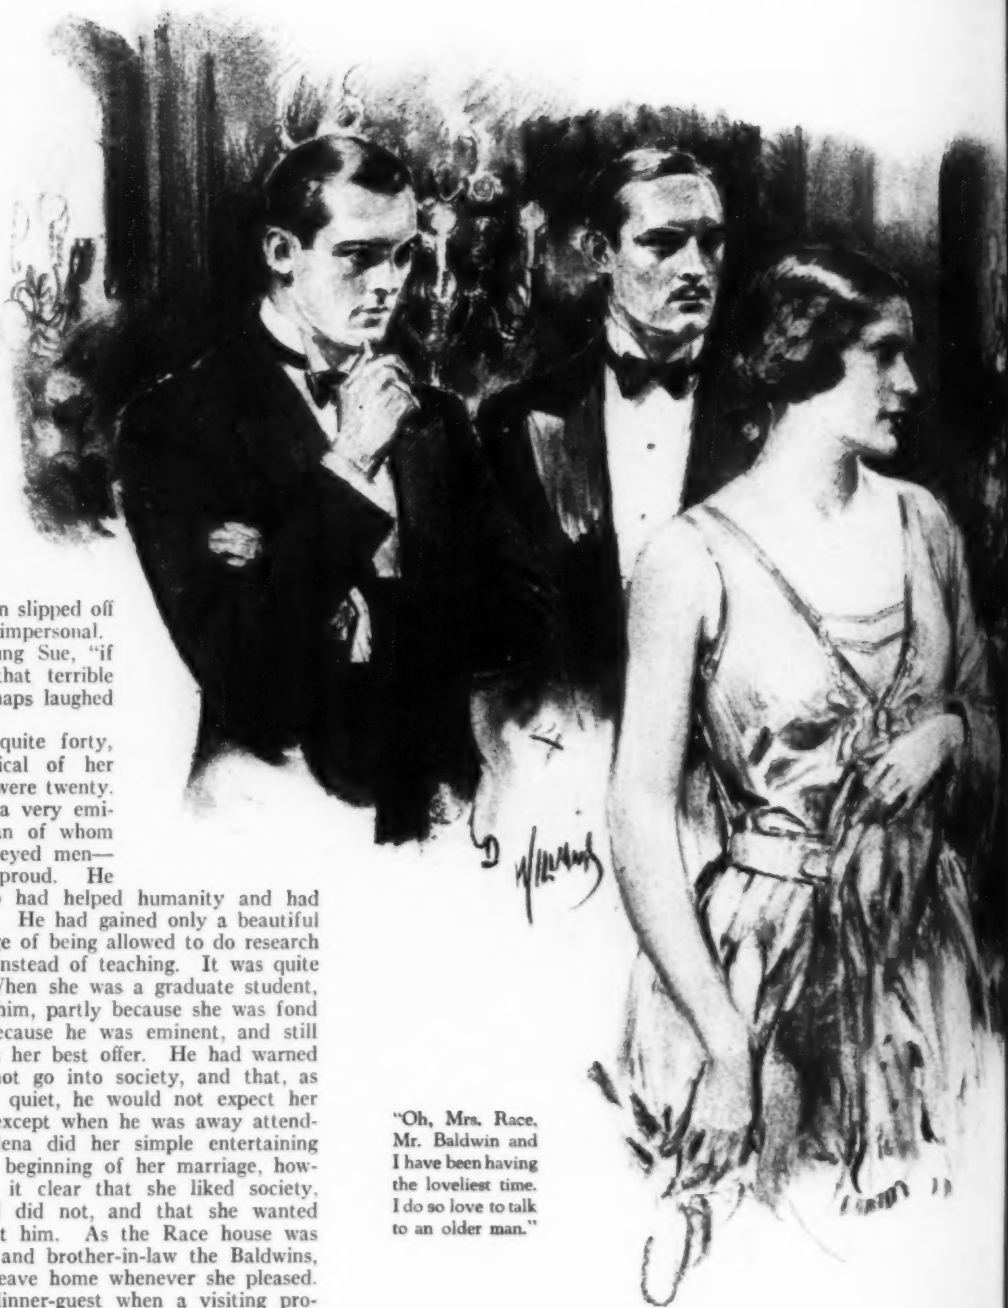 n slipped off
impersonal.
ung Sue, “if
that terrible
haps laughed
quite forty,
ical of her
were twenty.
a very emi-
an of whom
eyed men—
proud. He
had helped humanity and had
He had gained only a beautiful
ge of being allowed to do research
instead of teaching. It was quite
When she was a graduate student,
him, partly because she was fond
ecause he was eminent, and still
her best offer. He had warned
not go into society, and that, as
quiet, he would not expect her
except when he was away attend-
ena did her simple entertaining
beginning of her marriage, how-
it clear that she liked society,
did not, and that she wanted
t him. As the Race house was
and brother-in-law the Baldwins,
eave home whenever she pleased.
dinner-guest when a visiting pro-
D WILLIAMS
“Oh, Mrs. Race,
Mr. Baldwin and
I have been having
the loveliest time.
I do so love to talk
to an older man.”